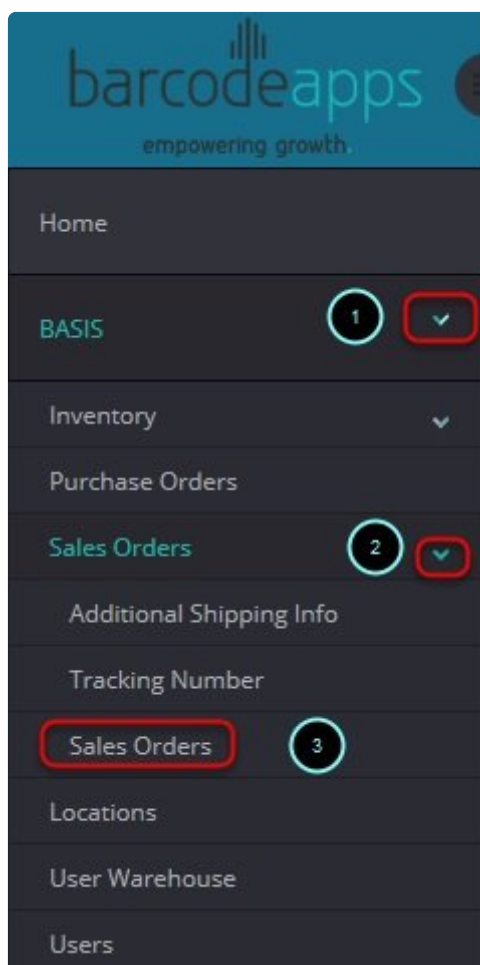 barcodeapps
empowering growth.
Home
BASIS 1
Inventory
Purchase Orders
Sales Orders 2
Additional Shipping Info
Tracking Number
Sales Orders 3
Locations
User Warehouse
Users